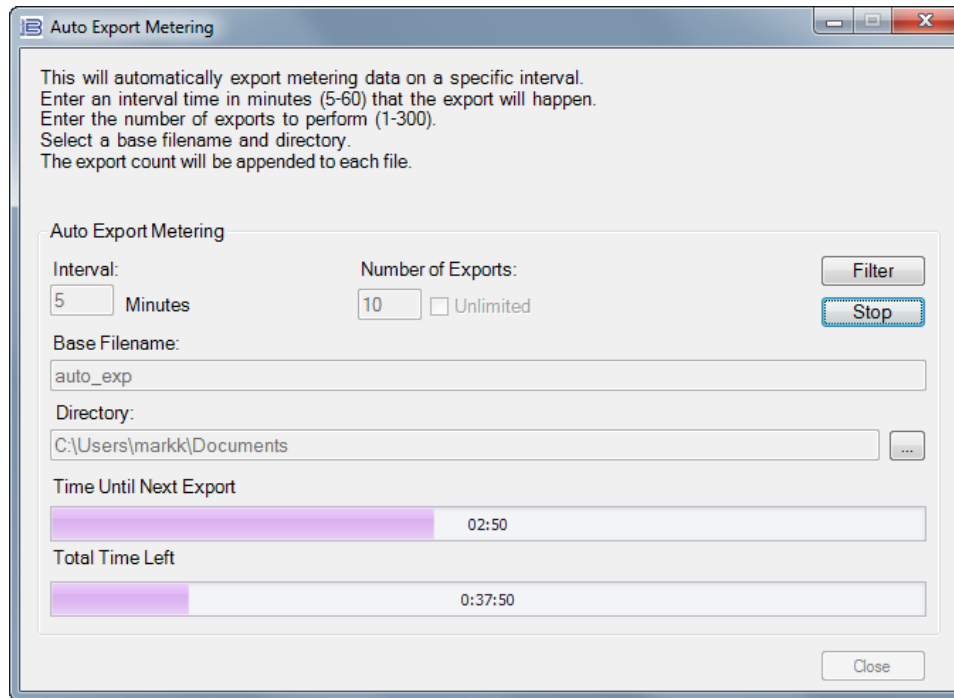 Auto Export Metering
This will automatically export metering data on a specific interval.
Enter an interval time in minutes (5-60) that the export will happen.
Enter the number of exports to perform (1-300).
Select a base filename and directory.
The export count will be appended to each file.
Auto Export Metering
Interval:
Number of Exports:
Filter
5
Minutes
10
Unlimited
Stop
Base Filename:
auto_exp
Directory:
C:\Users\markk\Documents
...
Time Until Next Export
02:50
Total Time Left
0:37:50
Close